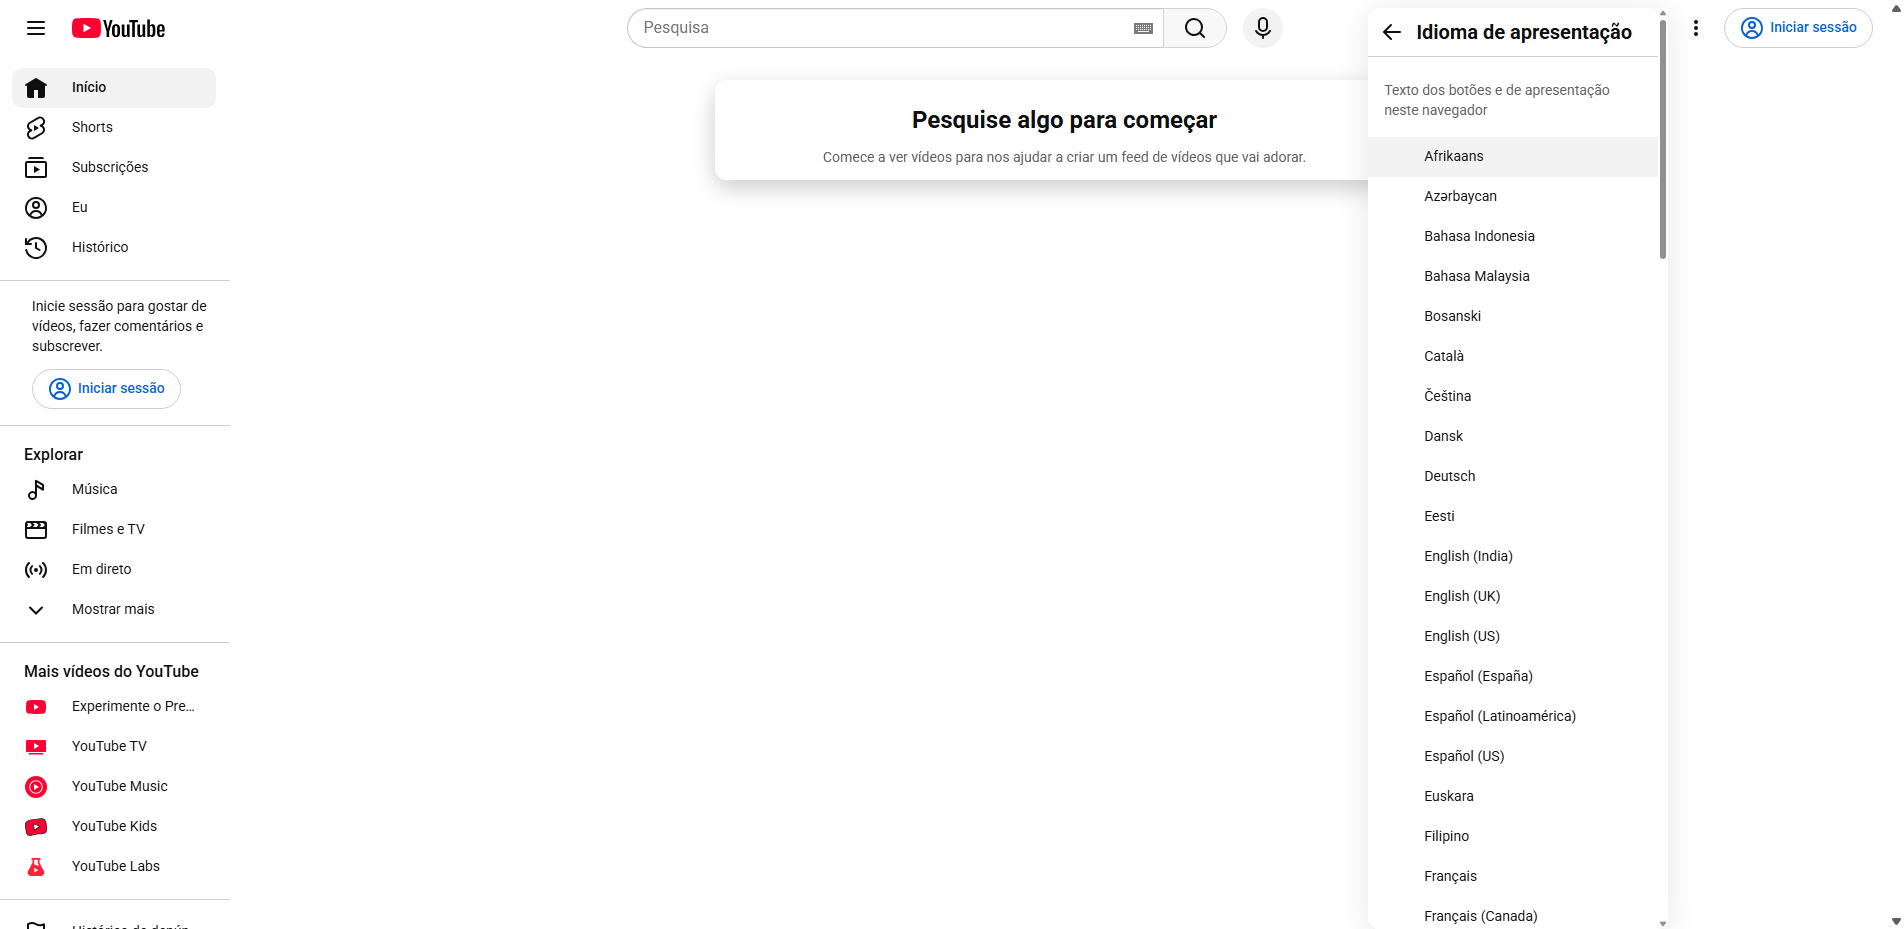 YouTube
Pesquisa
Iniciar sessão
Início
Shorts
Subscrições
Eu
Histórico
Inicie sessão para gostar de
vídeos, fazer comentários e
subscrever.
Iniciar sessão
Explorar
Música
Filmes e TV
Em direto
Mostrar mais
Mais vídeos do YouTube
Experimente o Pre...
YouTube TV
YouTube Music
YouTube Kids
YouTube Labs
Pesquise algo para começar
Comece a ver vídeos para nos ajudar a criar um feed de vídeos que vai adorar.
Idioma de apresentação
Texto dos botões e de apresentação
neste navegador
Afrikaans
Azərbaycan
Bahasa Indonesia
Bahasa Malaysia
Bosanski
Català
Čeština
Dansk
Deutsch
Eesti
English (India)
English (UK)
English (US)
Español (España)
Español (Latinoamérica)
Español (US)
Euskara
Filipino
Français
Français (Canada)